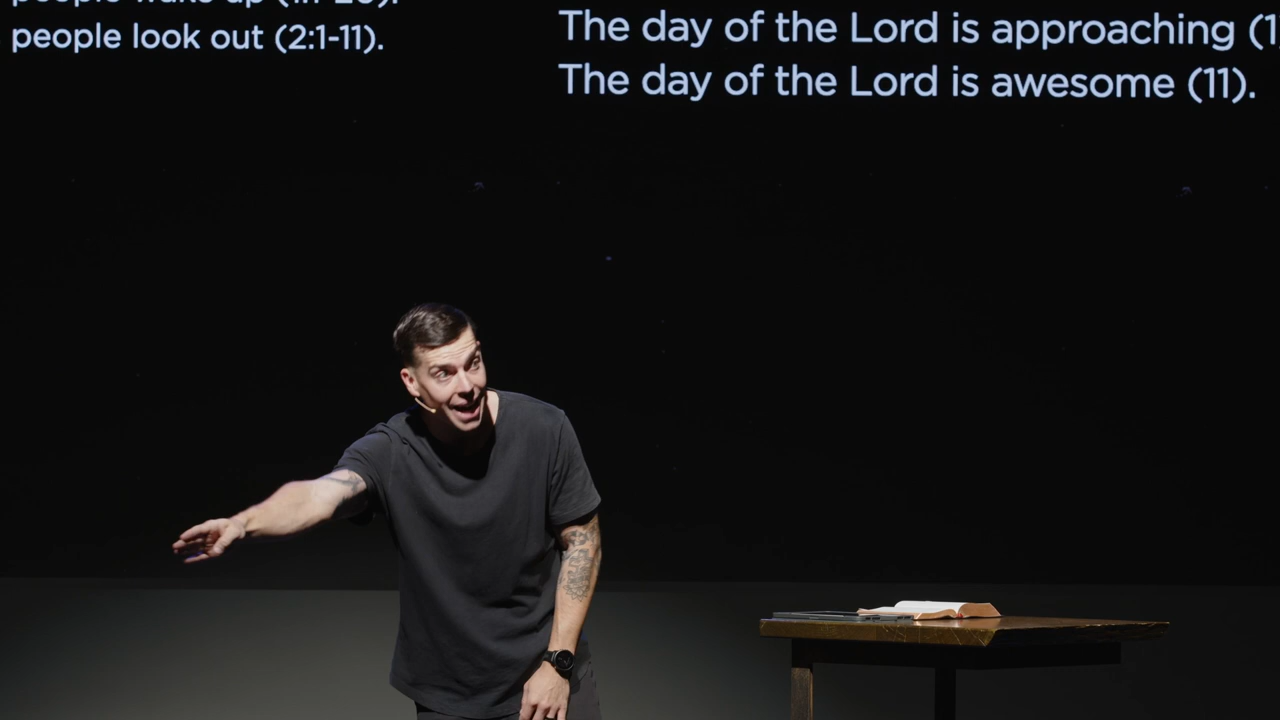 people look out (2:1-11).
The day of the Lord is approaching (1
The day of the Lord is awesome (11).